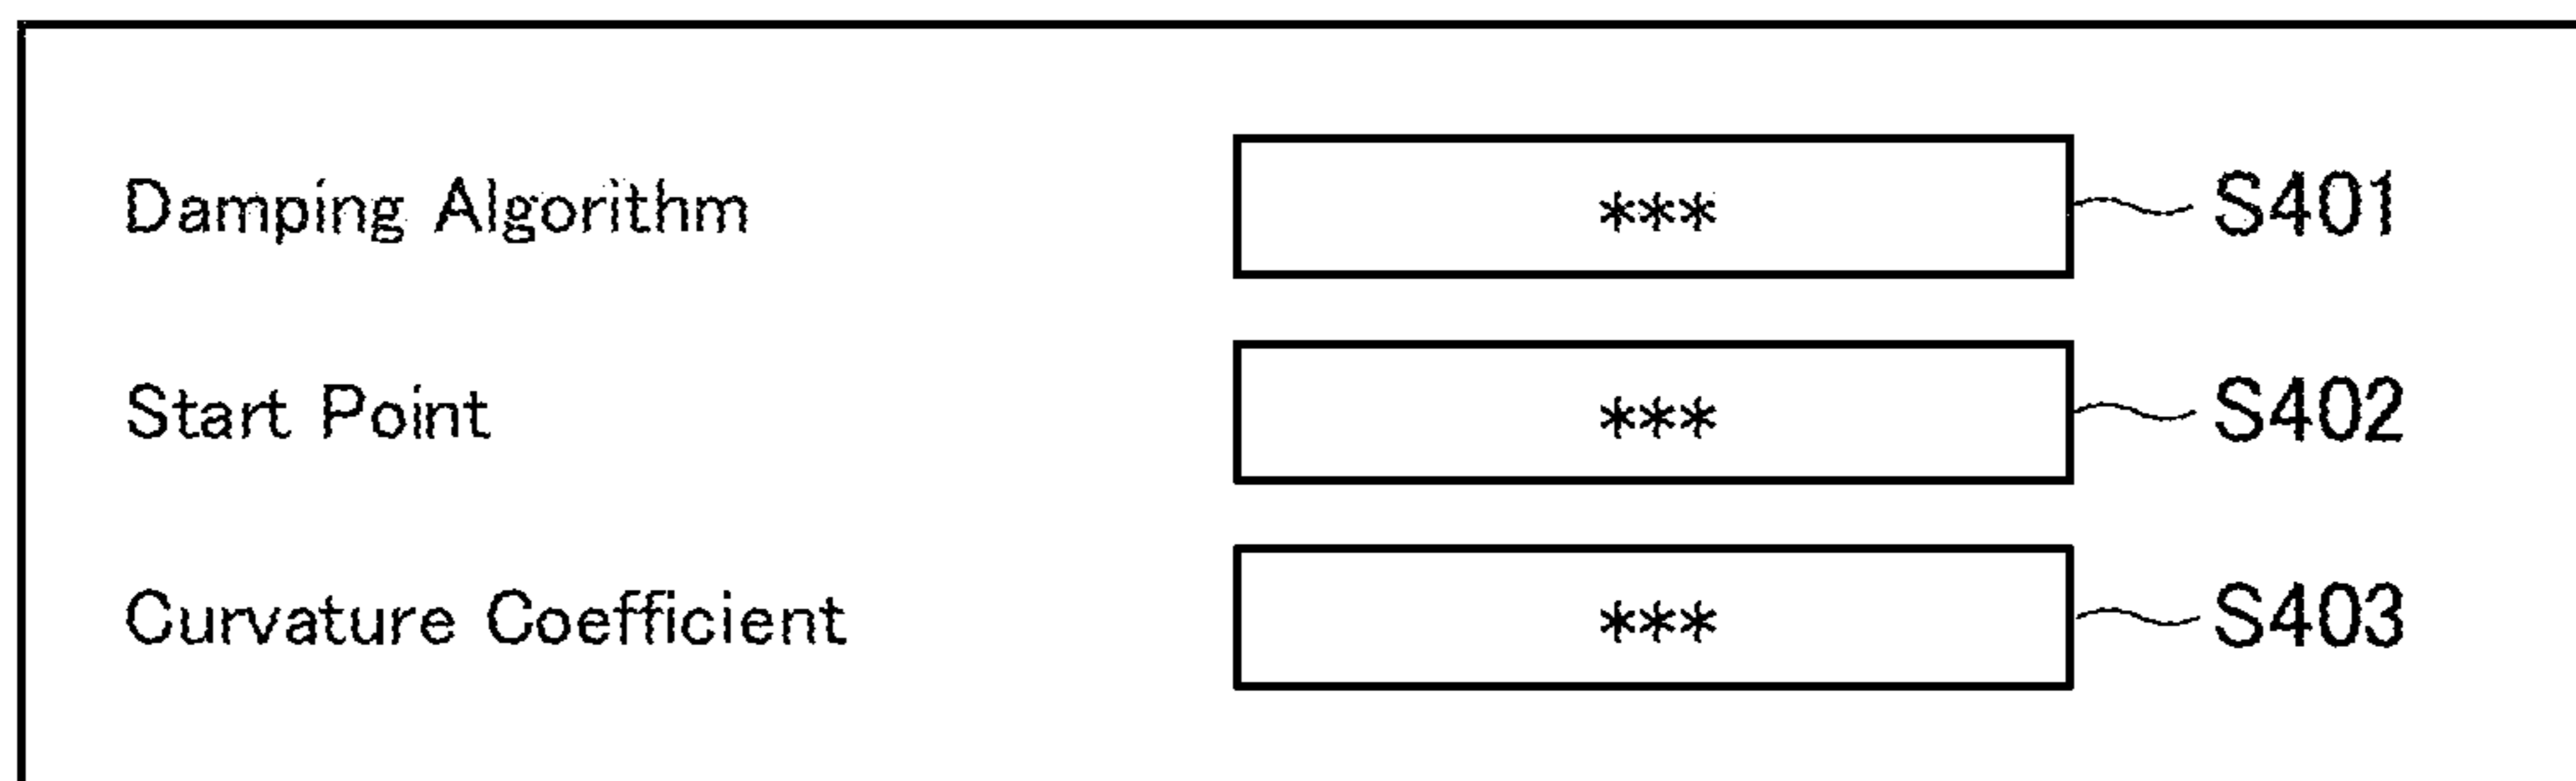 Damping Algorithm *** S401
Start Point *** S402
Curvature Coefficient *** S403